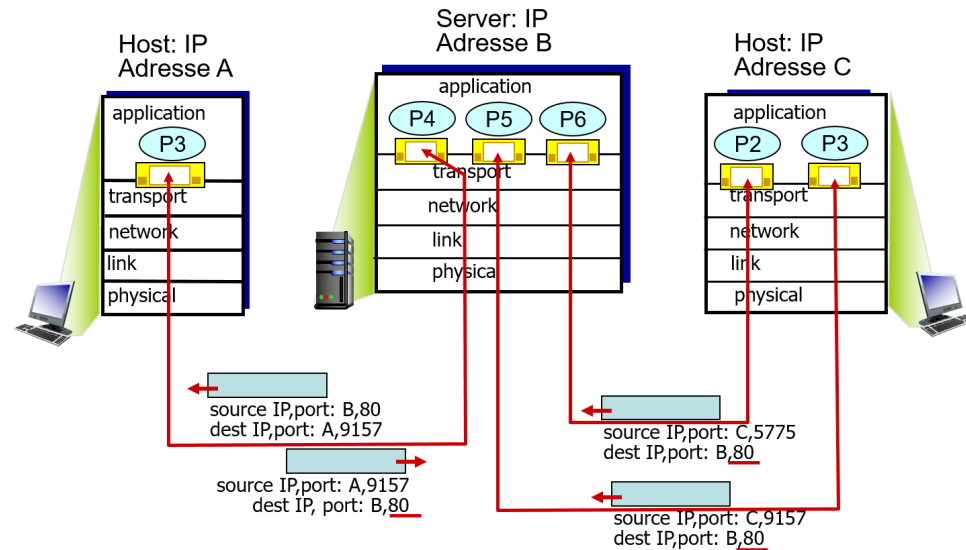 Host: IP
Adresse A
application
P3
transport
network
link
physical
Server: IP
Adresse B
application
P4 P5 P6
transport
network
link
physical
Host: IP
Adresse C
application
P2 P3
transport
network
link
physical
source IP,port: B,80
dest IP,port: A,9157
source IP,port: A,9157
dest IP, port: B,80
source IP,port: C,5775
dest IP,port: B,80
source IP,port: C,9157
dest IP,port: B,80